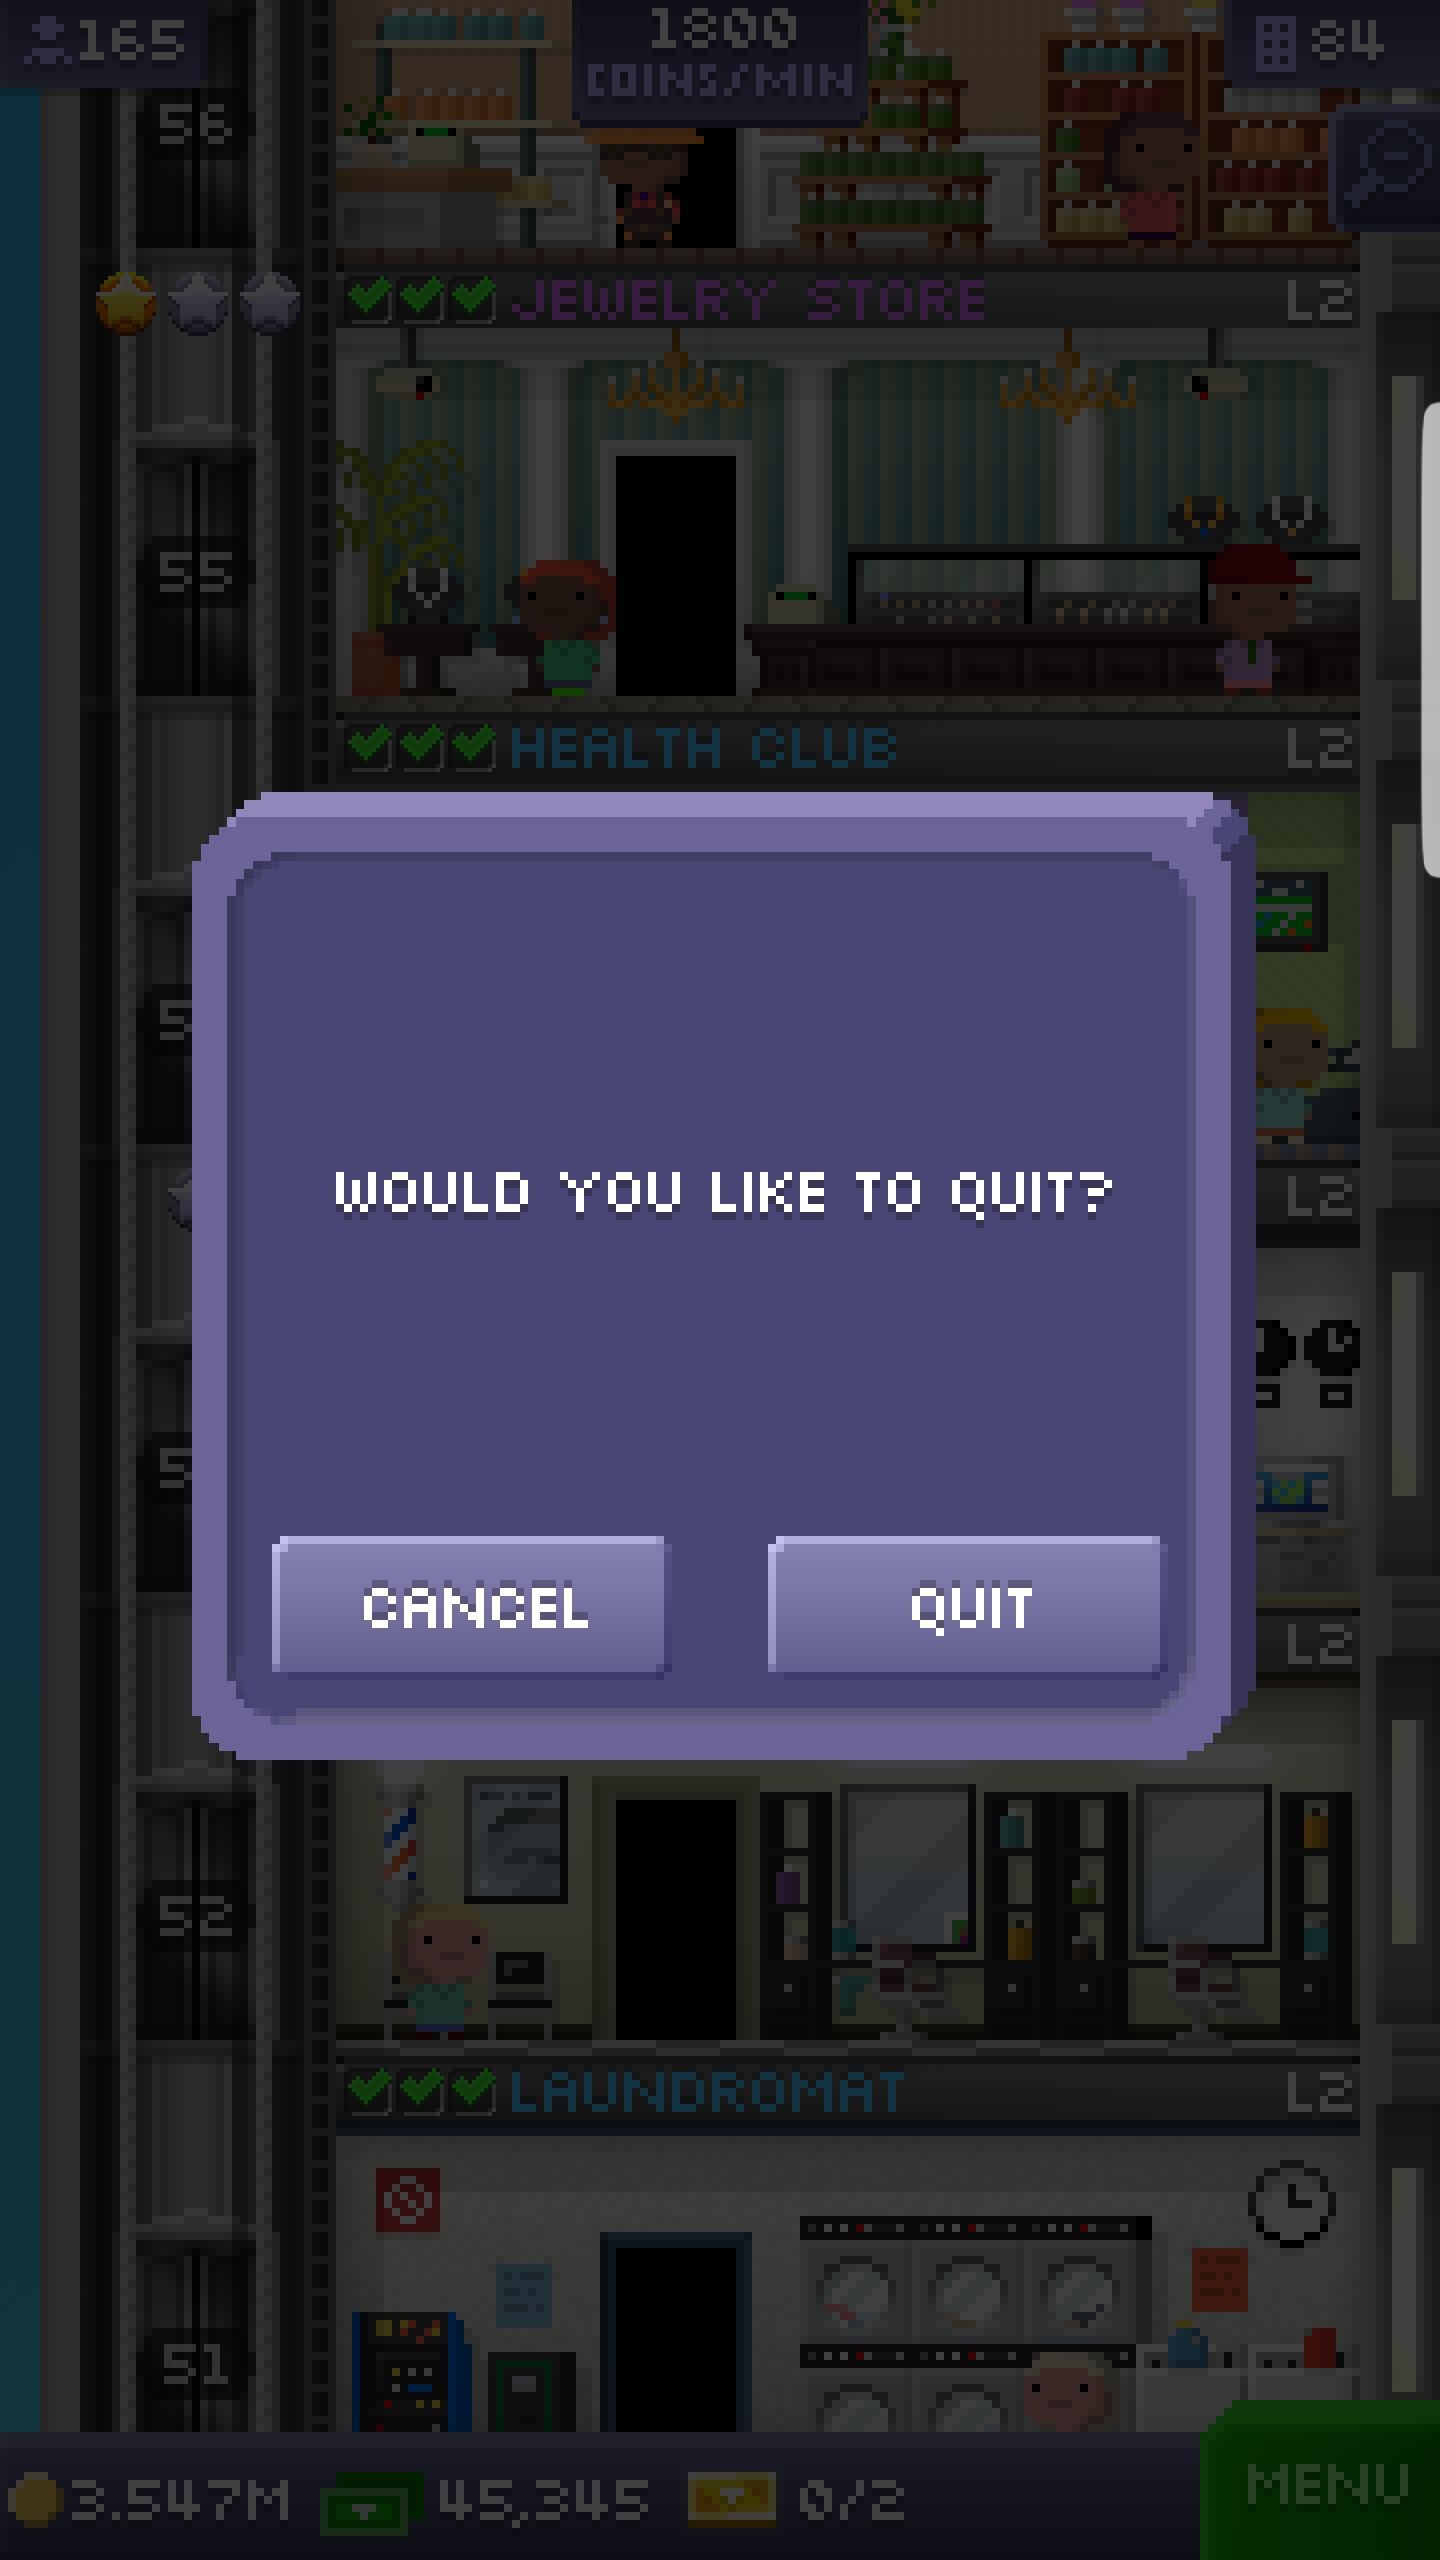 165
1800
COINS/MIN
84
56
JEWELRY STORE L2
55
HEALTH CLUB L2
L2
WOULD YOU LIKE TO QUIT?
CANCEL QUIT
L2
52
LAUNDROMAT L2
51
3.547M 45,345 0/2 MENU